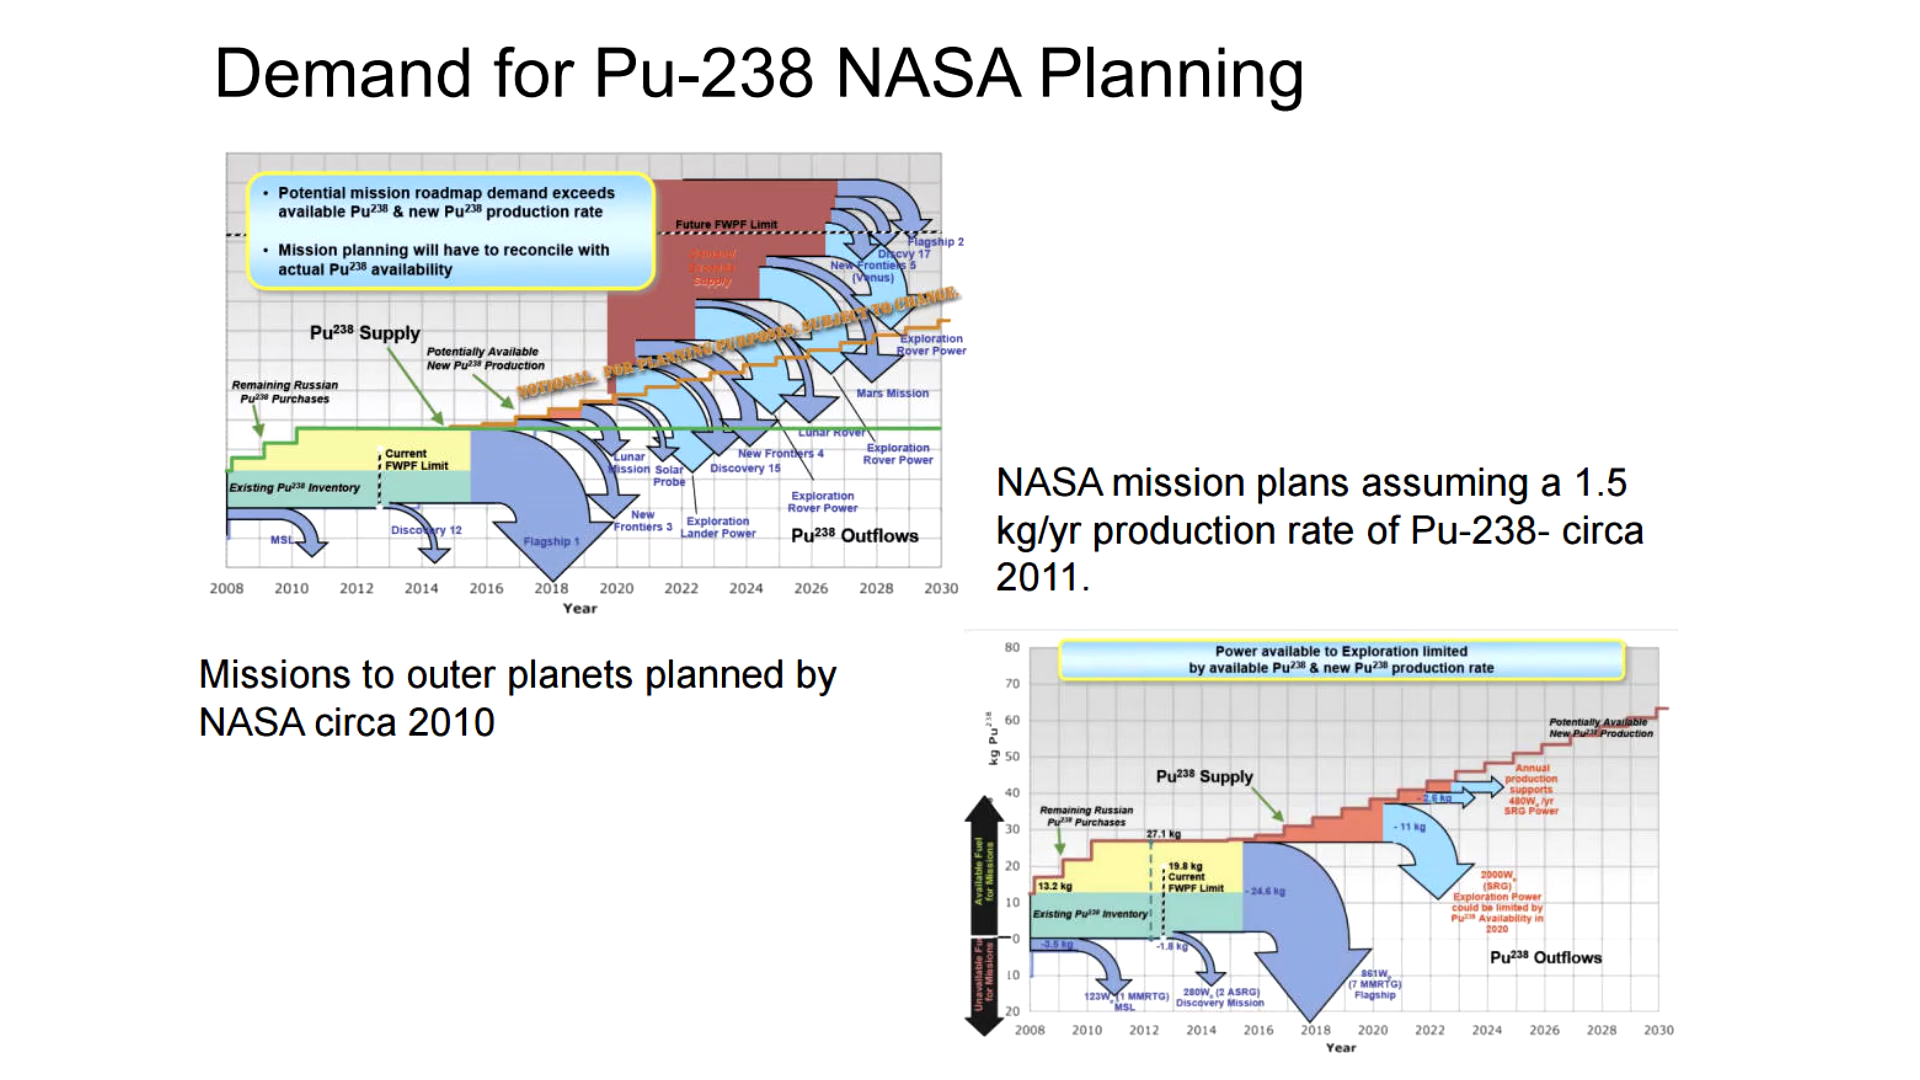 Demand for Pu-238 NASA Planning
• Potential mission roadmap demand exceeds
available Pu238 & new Pu238 production rate
• Mission planning will have to reconcile with
actual Pu238 availability
Future FWPF Limit
Supply
Flagship 2
Discvy 17
New Frontiers 5
(Venus)
NOTIONAL. FOR PLANNING PURPOSES. SUBJECT TO CHANGE.
Pu238 Supply
Potentially Available
New Pu238 Production
Remaining Russian
Pu238 Purchases
Exploration
Rover Power
Mars Mission
Lunar Rover
Exploration
Rover Power
Current
FWPF Limit
Existing Pu238 Inventory
Lunar
Mission
Solar
Probe
New Frontiers 4
Discovery 15
Exploration
Rover Power
New
Frontiers 3
Exploration
Lander Power
Pu238 Outflows
MSL
Discovery 12
Flagship 1
2008 2010 2012 2014 2016 2018 2020 2022 2024 2026 2028 2030
Year
Missions to outer planets planned by
NASA circa 2010
NASA mission plans assuming a 1.5
kg/yr production rate of Pu-238- circa
2011.
Power available to Exploration limited
by available Pu238 & new Pu238 production rate
80
70
60
50
40
30
20
10
0
10
20
kg Pu238
Available Fuel
for Missions
Unavailable Fu
for Missions
Potentially Available
New Pu238 Production
Pu238 Supply
Annual
production
supports
480We/yr
SRG Power
Remaining Russian
Pu238 Purchases
27.1 kg
13.2 kg
19.8 kg
Current
FWPF Limit
Existing Pu238 Inventory
- 24.6 kg
- 2.6 kg
- 11 kg
2000We
(SRG)
Exploration Power
could be limited by
Pu238 Availability in
2020
-3.5 kg
-1.8 kg
Pu238 Outflows
123We (1 MMRTG)
MSL
280We (2 ASRG)
Discovery Mission
861We
(7 MMRTG)
Flagship
2008 2010 2012 2014 2016 2018 2020 2022 2024 2026 2028 2030
Year